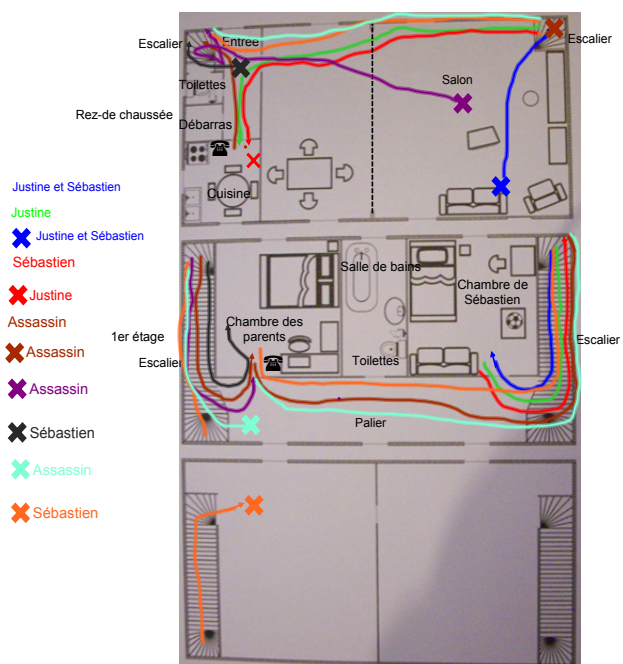 Escalier
Entrée
Escalier
Toilettes
Salon
Rez-de chaussée
Débarras
Cuisine
Justine et Sébastien
Justine
Justine et Sébastien
Sébastien
Justine
Assassin
Assassin
Assassin
Sébastien
Assassin
Sébastien
Salle de bains
Chambre de
Sébastien
Chambre des
parents
1er étage
Escalier
Toilettes
Escalier
Palier